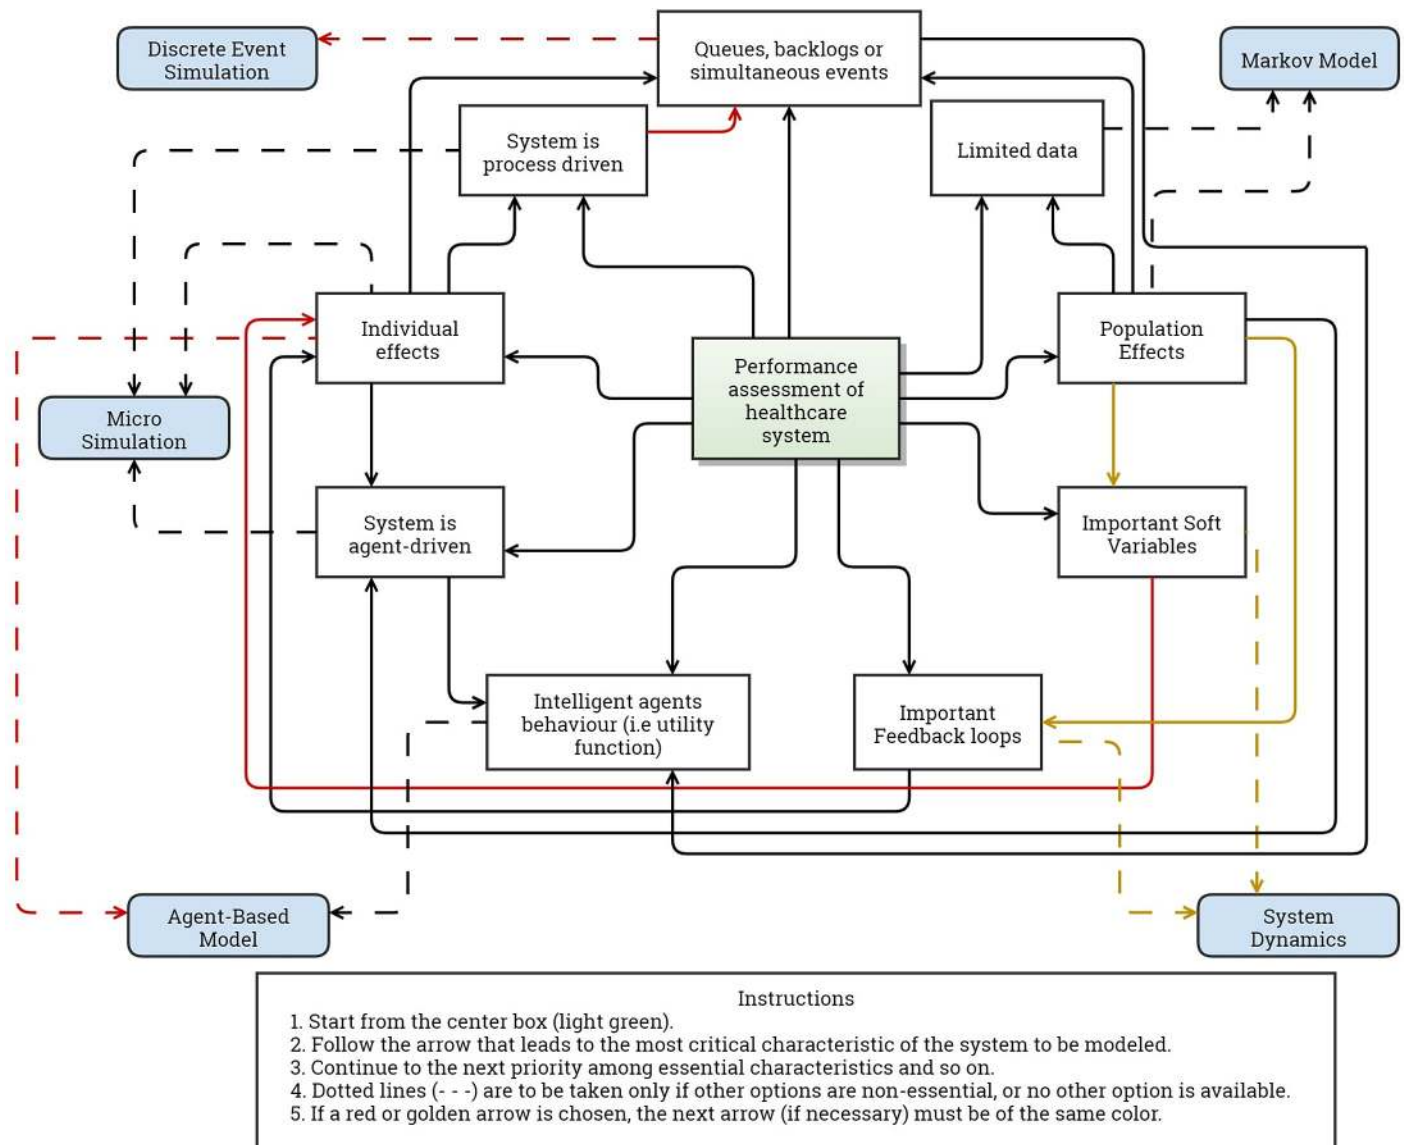 Queues, backlogs or
simultaneous events
Discrete Event
Simulation
Markov Model
System is
process driven
Limited data
Individual
effects
Population
Effects
Performance
assessment of
healthcare
system
Micro
Simulation
System is
agent-driven
Important Soft
Variables
Intelligent agents
behaviour (i.e utility
function)
Important
Feedback loops
Agent-Based
Model
System
Dynamics
Instructions
1. Start from the center box (light green).
2. Follow the arrow that leads to the most critical characteristic of the system to be modeled.
3. Continue to the next priority among essential characteristics and so on.
4. Dotted lines (- - -) are to be taken only if other options are non-essential, or no other option is available.
5. If a red or golden arrow is chosen, the next arrow (if necessary) must be of the same color.